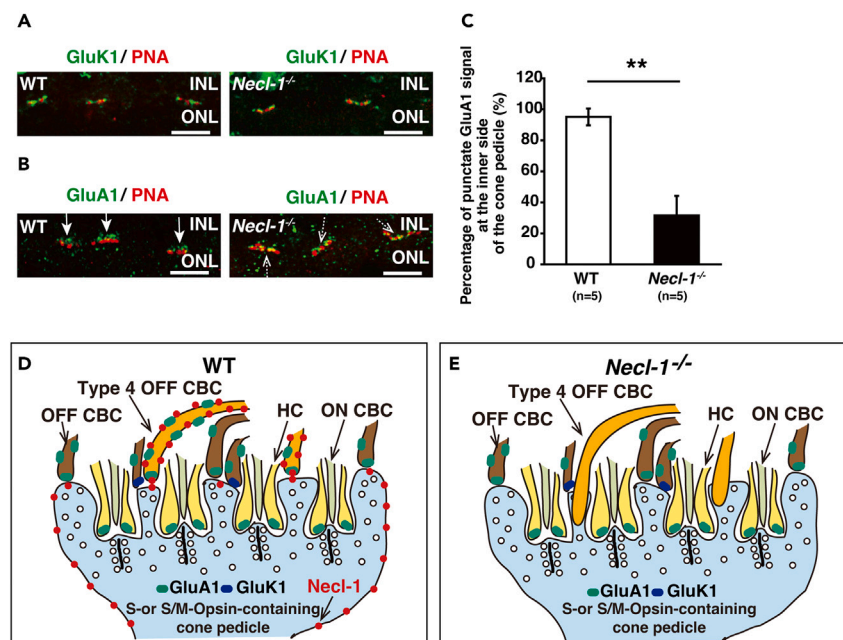 A
GluK1/ PNA
GluK1/ PNA
WT
INL
ONL
Necl-1-/-
INL
ONL
B
GluA1/ PNA
GluA1/ PNA
WT
INL
ONL
Necl-1-/-
INL
ONL
C
Percentage of punctate GluA1 signal
at the inner side
of the cone pedicle (%)
**
120
100
80
60
40
20
0
WT
(n=5)
Necl-1-/-
(n=5)
D
WT
Type 4 OFF CBC
OFF CBC
HC
ON CBC
GluA1
GluK1
Necl-1
S-or S/M-Opsin-containing
cone pedicle
E
Necl-1-/-
Type 4 OFF CBC
OFF CBC
HC
ON CBC
GluA1
GluK1
S-or S/M-Opsin-containing
cone pedicle